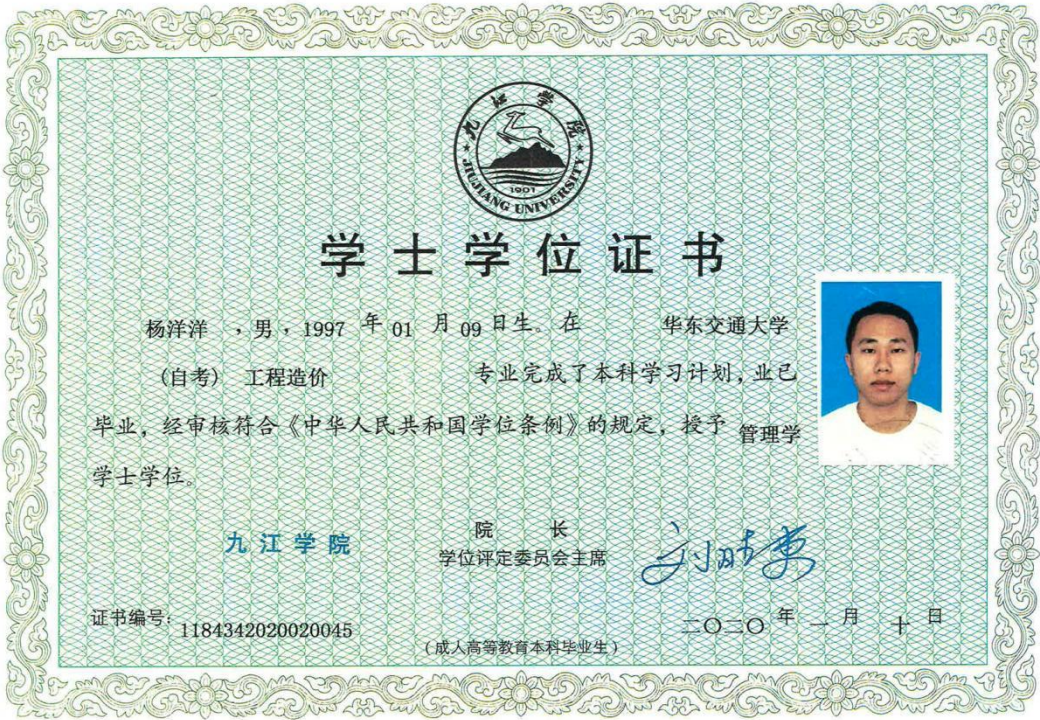 九江学院
JIUJIANG UNIVERSITY
1901
学士学位证书
杨洋洋 ，男，1997 年 01 月 09 日生。在 华东交通大学
(自考) 工程造价 专业完成了本科学习计划，业已
毕业，经审核符合《中华人民共和国学位条例》的规定，授予 管理学
学士学位。
九江学院
院 长
学位评定委员会主席
证书编号：1184342020020045
二〇二〇 年 一 月 十 日
(成人高等教育本科毕业生)